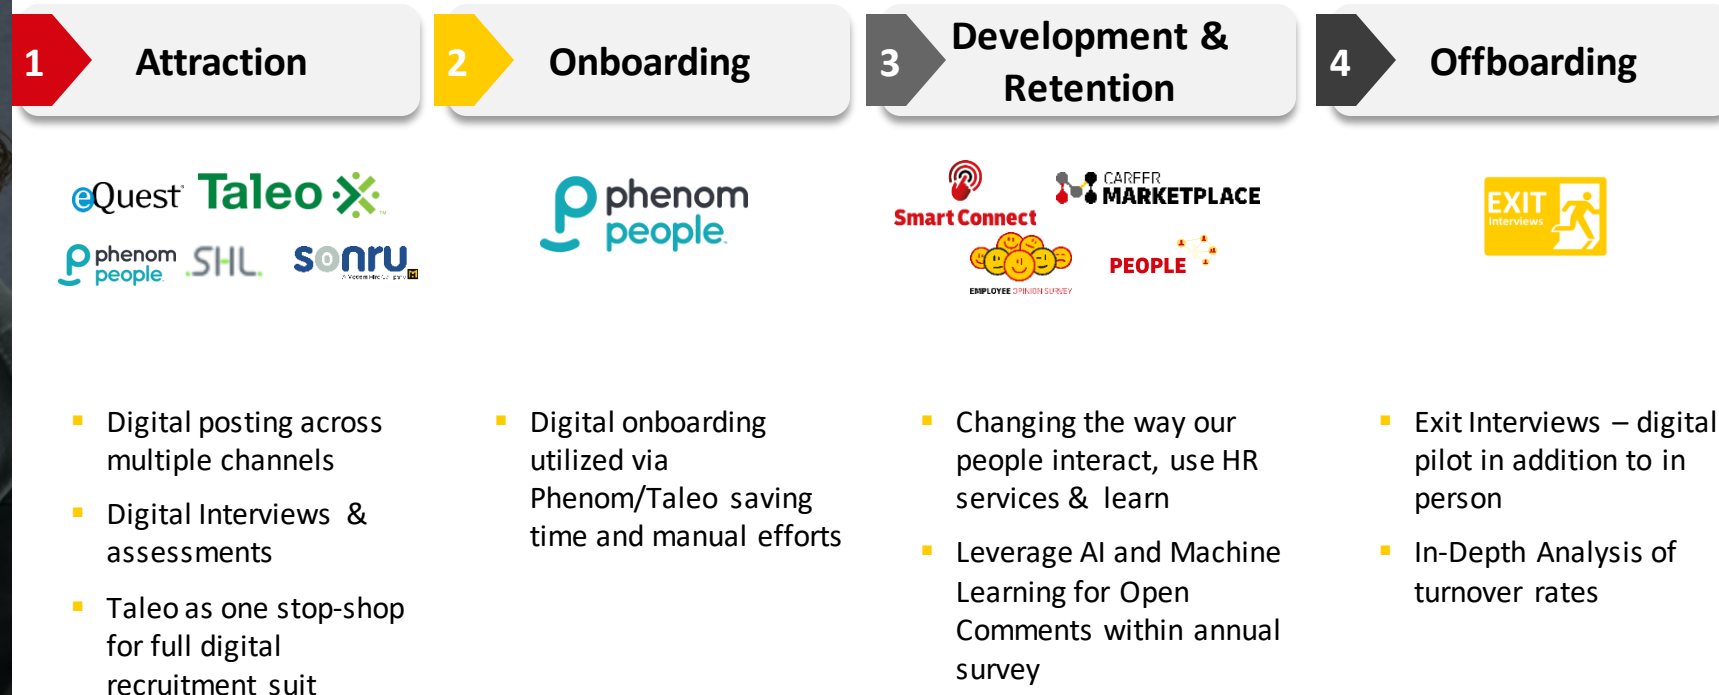 1
Attraction
2
Onboarding
3
Development &
Retention
4
Offboarding
eQuest
Taleo
phenom
people
SHL
sonru
phenom
people
Smart Connect
CAREER
MARKETPLACE
EMPLOYEE OPINION SURVEY
PEOPLE
EXIT
Interviews
Digital posting across
multiple channels
Digital Interviews &
assessments
Taleo as one stop-shop
for full digital
recruitment suit
Digital onboarding
utilized via
Phenom/Taleo saving
time and manual efforts
Changing the way our
people interact, use HR
services & learn
Leverage AI and Machine
Learning for Open
Comments within annual
survey
Exit Interviews – digital
pilot in addition to in
person
In-Depth Analysis of
turnover rates